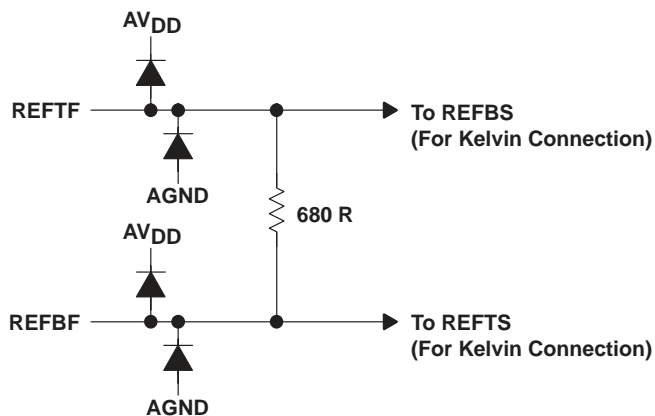 AVDD
REFTF
To REFBS
(For Kelvin Connection)
AGND
680 R
AVDD
REFBF
To REFTS
(For Kelvin Connection)
AGND